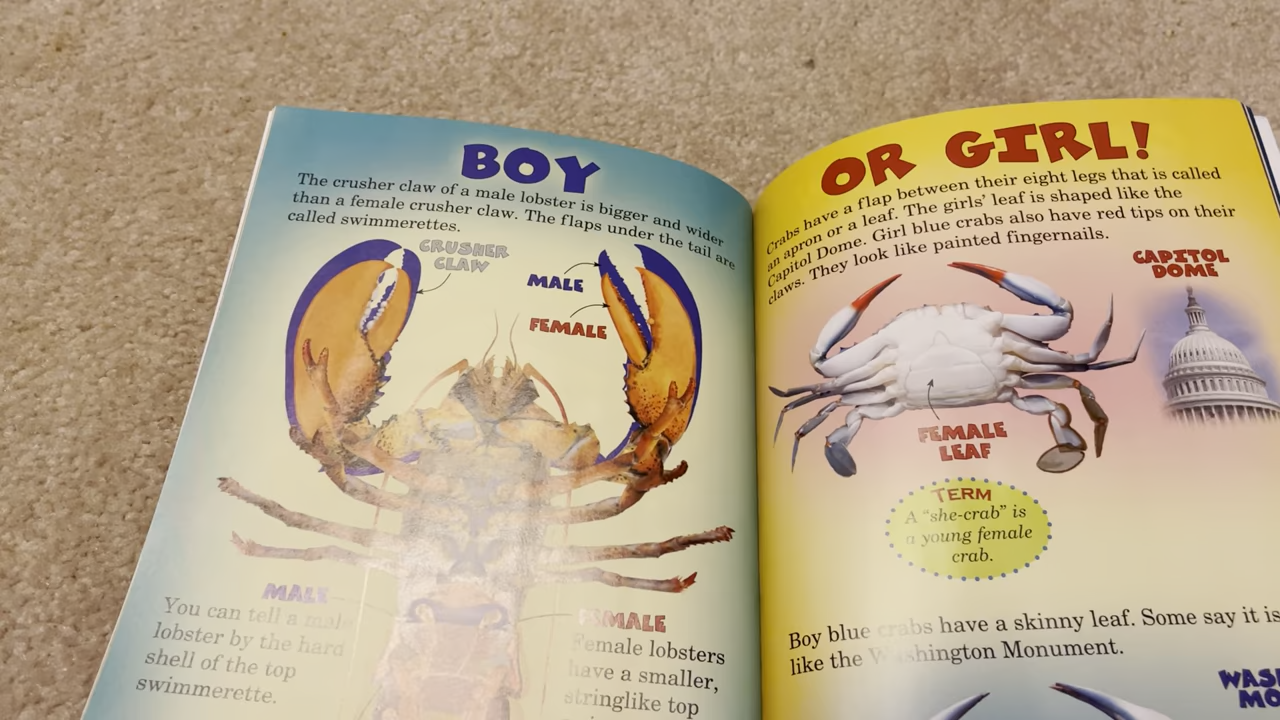 BOY
The crusher claw of a male lobster is bigger and wider
than a female crusher claw. The flaps under the tail are
called swimmerettes.
CRUSHER
CLAW
MALE
FEMALE
MALE
You can tell a male
lobster by the hard
shell of the top
swimmerette.
FEMALE
Female lobsters
have a smaller,
stringlike top
OR GIRL!
Crabs have a flap between their eight legs that is called
an apron or a leaf. The girls' leaf is shaped like the
Capitol Dome. Girl blue crabs also have red tips on their
claws. They look like painted fingernails.
CAPITOL
DOME
FEMALE
LEAF
TERM
A "she-crab" is
a young female
crab.
Boy blue crabs have a skinny leaf. Some say it is
like the Washington Monument.